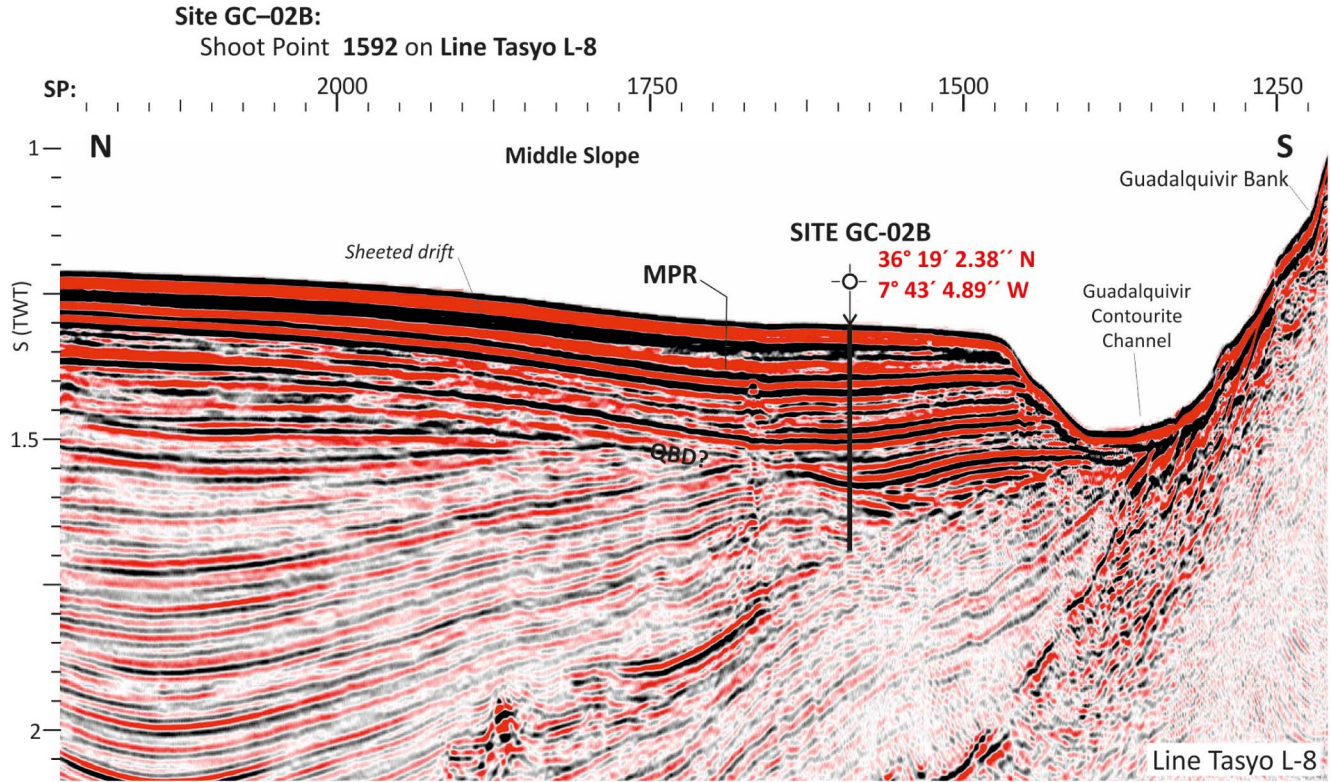 Site GC–02B:
Shoot Point 1592 on Line Tasyo L-8
SP: 2000 1750 1500 1250
N
S
1
Middle Slope
Guadalquivir Bank
SITE GC-02B
Sheeted drift
36° 19´ 2.38´´ N
MPR
7° 43´ 4.89´´ W
Guadalquivir
Contourite
Channel
S (TWT)
1.5
QBD?
2
Line Tasyo L-8